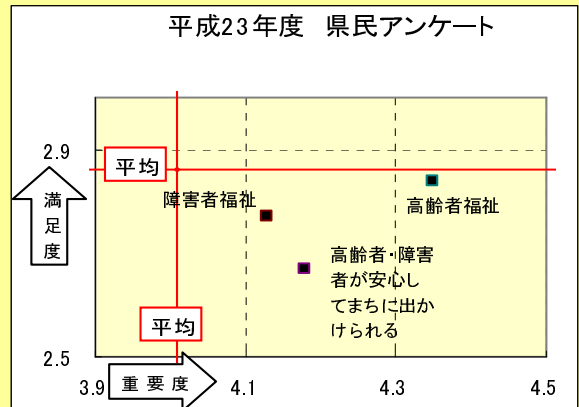 平成23年度 県民アンケート
2.9
平均
満足度
障害者福祉
高齢者福祉
高齢者・障害
者が安心し
てまちに出か
けられる
平均
2.5
重要度
3.9
4.1
4.3
4.5